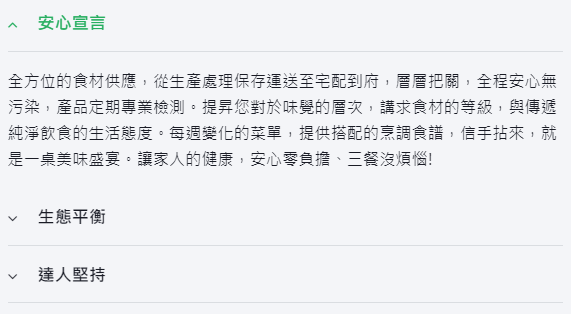 安心宣言
全方位的食材供應，從生產處理保存運送至宅配到府，層層把關，全程安心無
污染，產品定期專業檢測。提昇您對於味覺的層次，講求食材的等級，與傳遞
純淨飲食的生活態度。每週變化的菜單，提供搭配的烹調食譜，信手拈來，就
是一桌美味盛宴。讓家人的健康，安心零負擔、三餐沒煩惱!
生態平衡
達人堅持